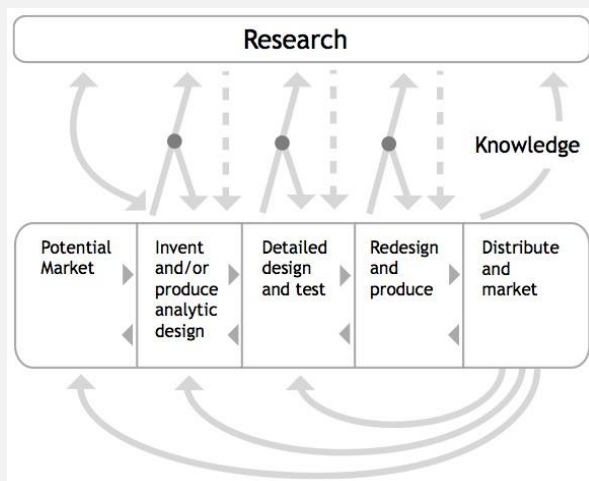 Research
Knowledge
Potential
Market
Invent
and/or
produce
analytic
design
Detailed
design
and test
Redesign
and
produce
Distribute
and
market